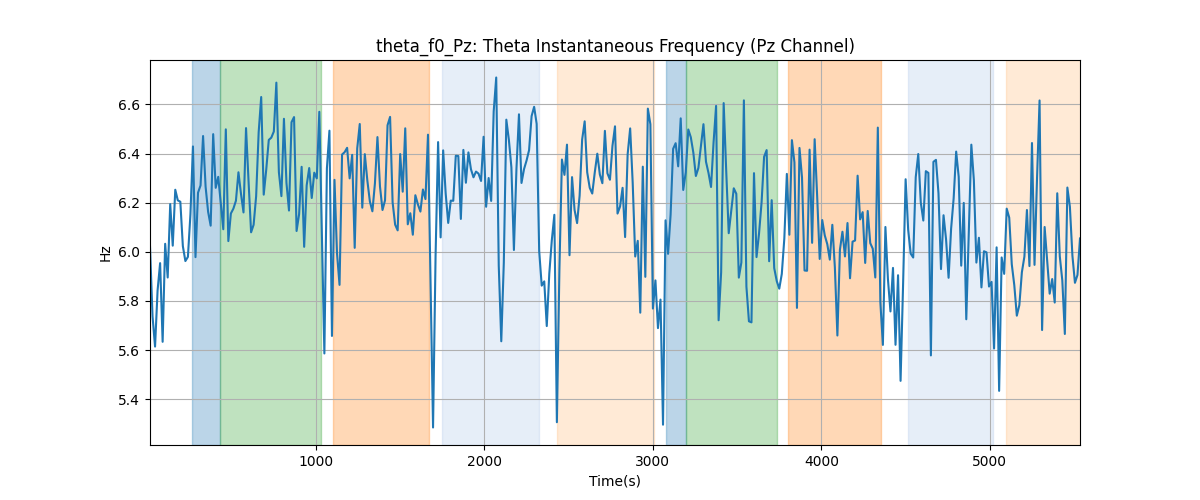 theta_f0_Pz: Theta Instantaneous Frequency (Pz Channel)
6.6
6.4
6.2
6.0
5.8
5.6
5.4
Hz
1000 2000 3000 4000 5000
Time(s)